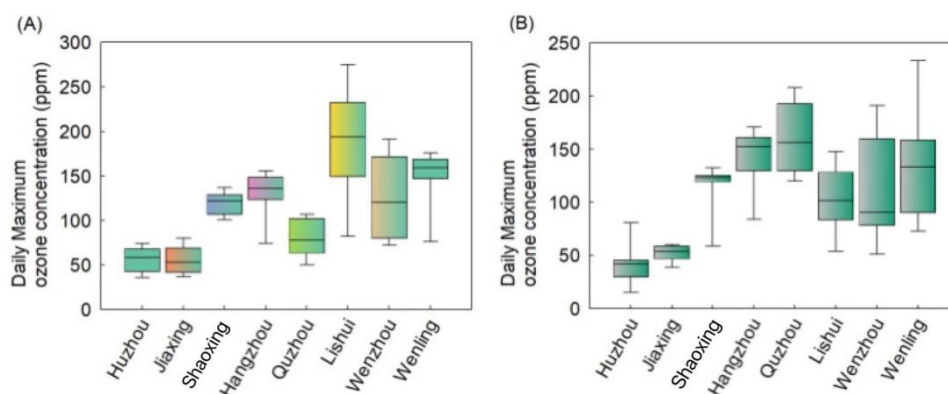 (A)
Daily Maximum
ozone concentration (ppm)
300
250
200
150
100
50
0
Huzhou
Jiaxing
Shaoxing
Hangzhou
Quzhou
Lishui
Wenzhou
Wenling
(B)
Daily Maximum
ozone concentration (ppm)
250
200
150
100
50
0
Huzhou
Jiaxing
Shaoxing
Hangzhou
Quzhou
Lishui
Wenzhou
Wenling